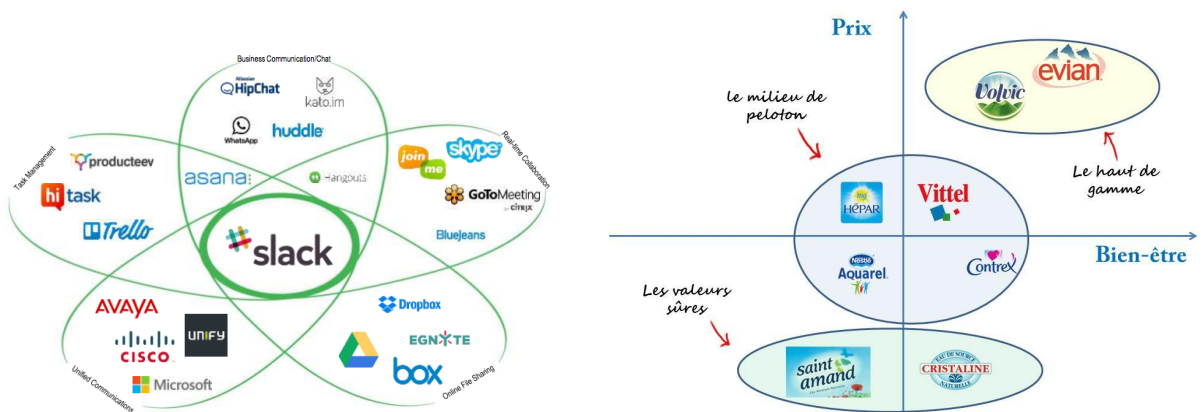 Business Communication/Chat
Atlassian
HipChat
kato.im
WhatsApp
huddle
Task Management
producteev
hi task
Trello
asana:
Hangouts
Real-time Collaboration
join me
skype
GoToMeeting
by citrix
BlueJeans
slack
AVAYA
CISCO
UNIFY
Microsoft
Unified Communications
Dropbox
EGNYTE
box
Online File Sharing
Prix
evian
Volvic
le milieu de
peloton
Le haut de
gamme
HÉPAR
Vittel
Bien-être
Nestlé
Aquarel
Contrex
Les valeurs
sûres
saint
amand
EAU DE SOURCE
CRISTALINE
NATURELLE